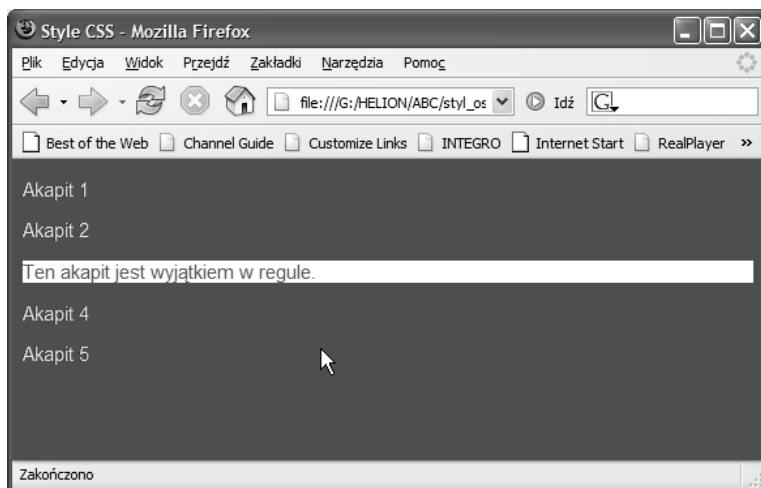 Style CSS - Mozilla Firefox
Plik Edycja Widok Przejdź Zakładki Narzędzia Pomoc
file:///G:/HELION/ABC/styl_os Idź G
Best of the Web Channel Guide Customize Links INTEGRO Internet Start RealPlayer »
Akapit 1
Akapit 2
Ten akapit jest wyjątkiem w regule.
Akapit 4
Akapit 5
Zakończono